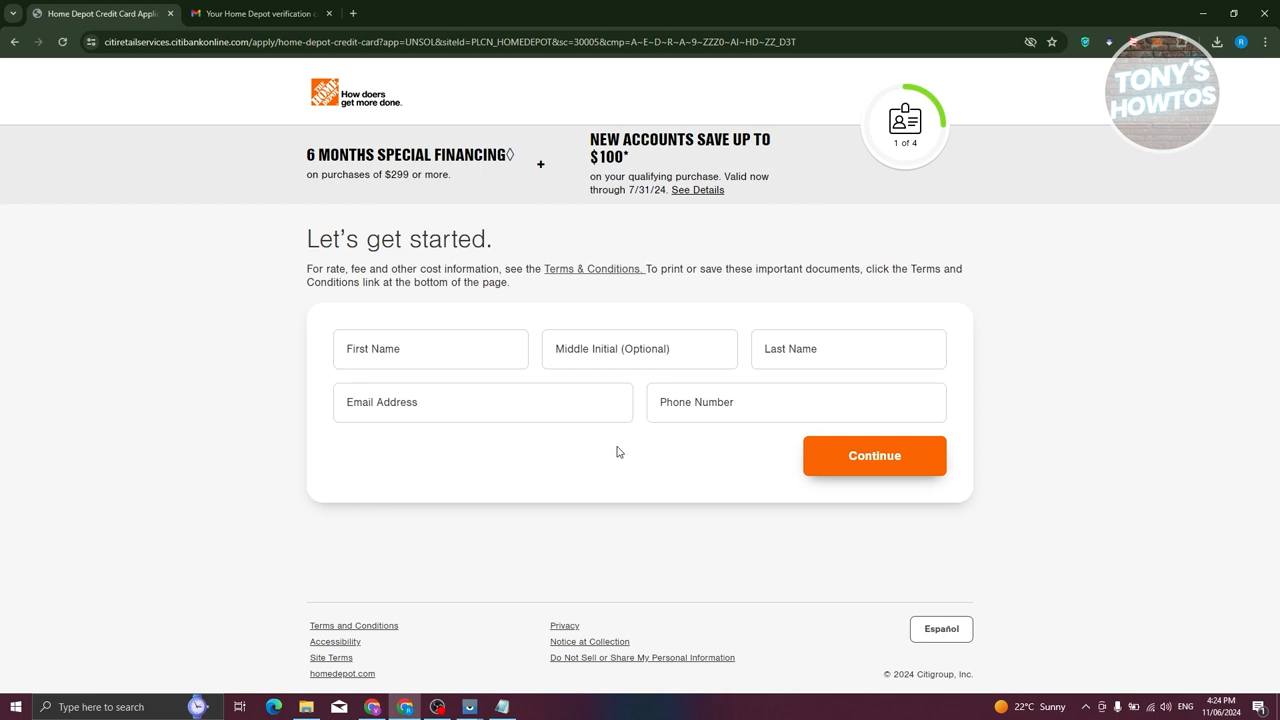 Home Depot Credit Card Appli
Your Home Depot verification c
citiretailservices.citibankonline.com/apply/home-depot-credit-card?app=UNSOL&siteId=PLCN_HOMEDEPOT&sc=30005&cmp=A~E~D~R~A~9~ZZZ0~AI~HD~ZZ_D3T
R
TONY'S
HOWTOS
THE HOME DEPOT
How doers
get more done.
1 of 4
6 MONTHS SPECIAL FINANCING◊
on purchases of $299 or more.
+
NEW ACCOUNTS SAVE UP TO
$100*
on your qualifying purchase. Valid now
through 7/31/24. See Details
Let's get started.
For rate, fee and other cost information, see the Terms & Conditions. To print or save these important documents, click the Terms and
Conditions link at the bottom of the page.
First Name
Middle Initial (Optional)
Last Name
Email Address
Phone Number
Continue
Terms and Conditions
Accessibility
Site Terms
homedepot.com
Privacy
Notice at Collection
Do Not Sell or Share My Personal Information
Español
© 2024 Citigroup, Inc.
Type here to search
22°C Sunny
4:24 PM
11/06/2024